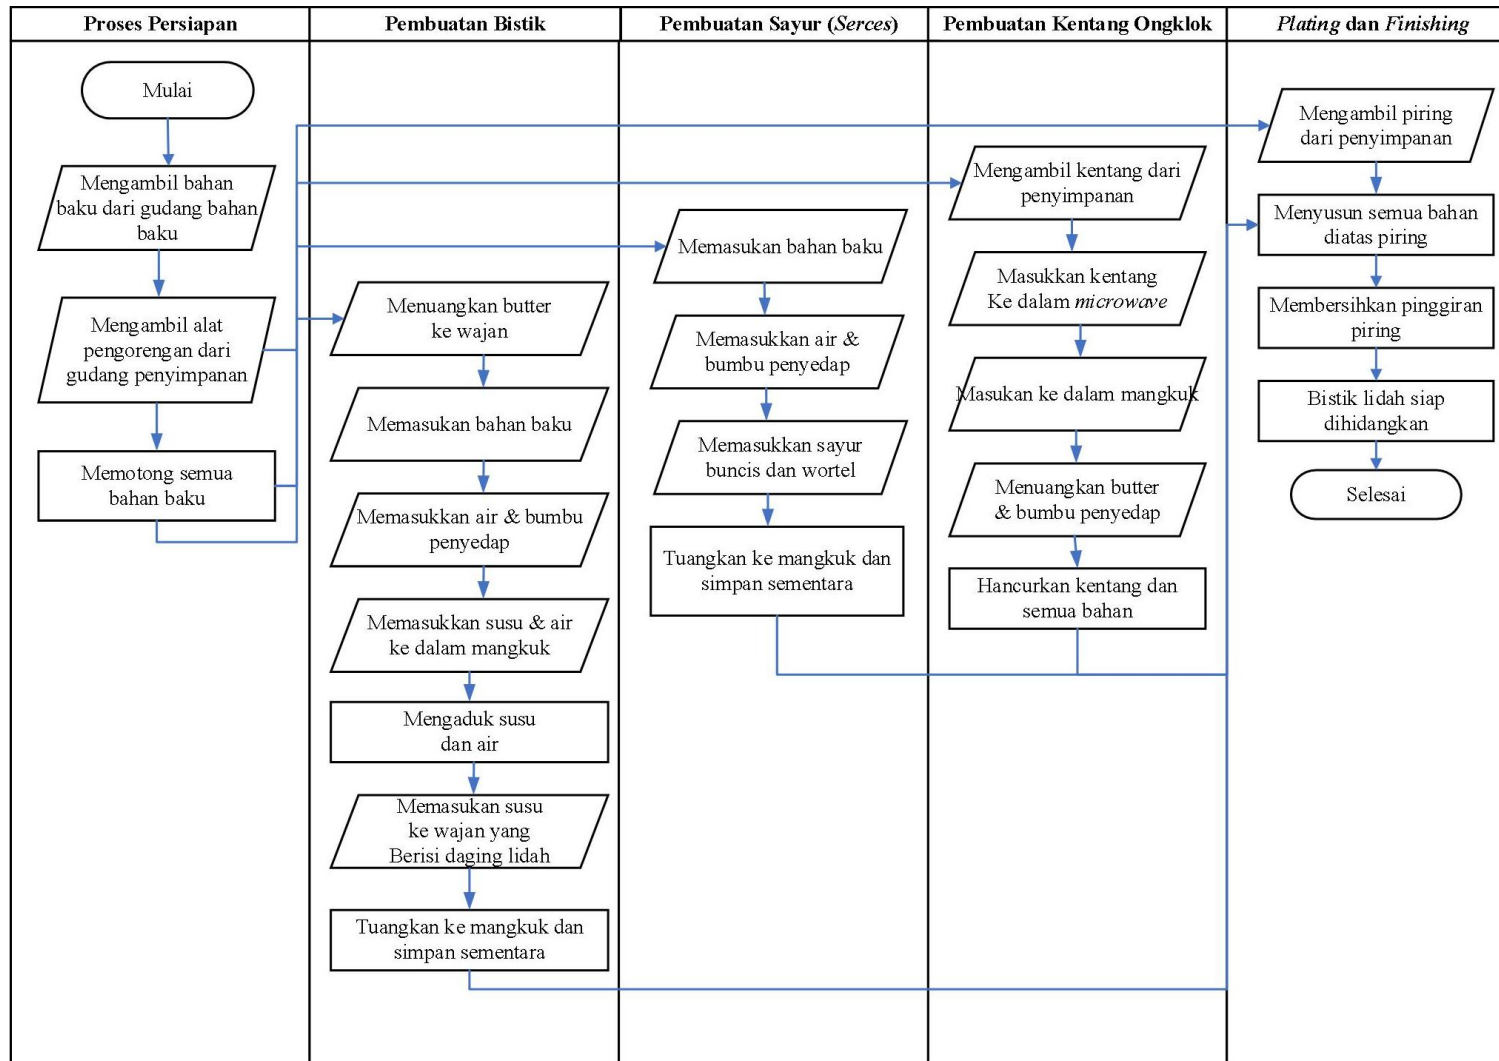 Proses Persiapan
Pembuatan Bistik
Pembuatan Sayur (Serces)
Pembuatan Kentang Ongklok
Plating dan Finishing
Mulai
Mengambil bahan
baku dari gudang bahan
baku
Mengambil alat
pengorengan dari
gudang penyimpanan
Memotong semua
bahan baku
Menuangkan butter
ke wajan
Memasukan bahan baku
Memasukkan air & bumbu
penyedap
Memasukkan susu & air
ke dalam mangkuk
Mengaduk susu
dan air
Memasukan susu
ke wajan yang
Berisi daging lidah
Tuangkan ke mangkuk dan
simpan sementara
Memasukan bahan baku
Memasukkan air &
bumbu penyedap
Memasukkan sayur
buncis dan wortel
Tuangkan ke mangkuk dan
simpan sementara
Mengambil kentang dari
penyimpanan
Masukkan kentang
Ke dalam microwave
Masukan ke dalam mangkuk
Menuangkan butter
& bumbu penyedap
Hancurkan kentang dan
semua bahan
Mengambil piring
dari penyimpanan
Menyusun semua bahan
diatas piring
Membersihkan pinggiran
piring
Bistik lidah siap
dihidangkan
Selesai